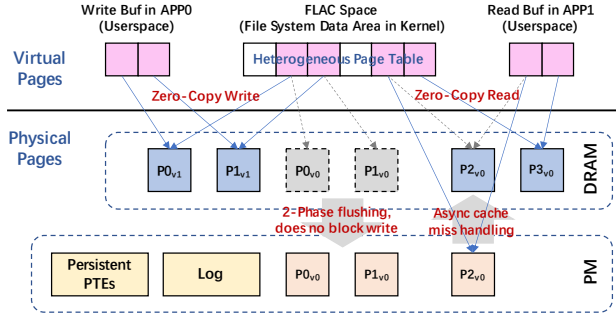 Write Buf in APP0
(Userspace)
FLAC Space
(File System Data Area in Kernel)
Read Buf in APP1
(Userspace)
Virtual
Pages
Heterogeneous Page Table
Zero-Copy Write
Zero-Copy Read
Physical
Pages
P0v1
P1v1
P0v0
P1v0
P2v0
P3v0
DRAM
2-Phase flushing,
does no block write
Async cache
miss handling
Persistent
PTEs
Log
P0v0
P1v0
P2v0
PM